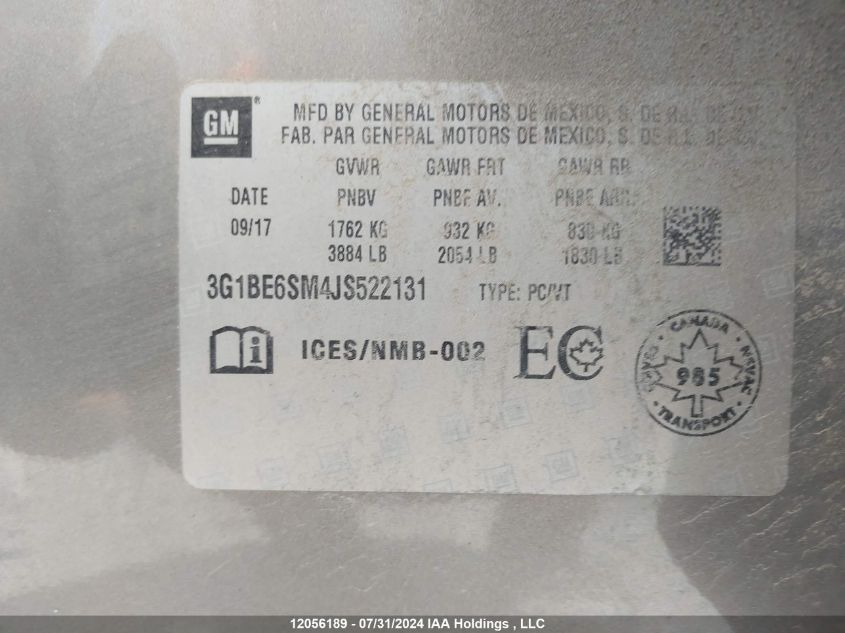 GM ® MFD BY GENERAL MOTORS DE MEXICO, S. DE R.L. DE
FAB. PAR GENERAL MOTORS DE MEXICO, S. DE R.L. DE
GVWR GAWR FRT GAWR RR
DATE PNBV PNBE AV. PNBE ARR.
09/17 1762 KG 932 KG 830 KG
3884 LB 2054 LB 1830 LB
3G1BE6SM4JS522131 TYPE: PC/VT
i ICES/NMB-002 EC
CANADA
NSVAC
985
TRANSPORT
12056189 - 07/31/2024 IAA Holdings , LLC